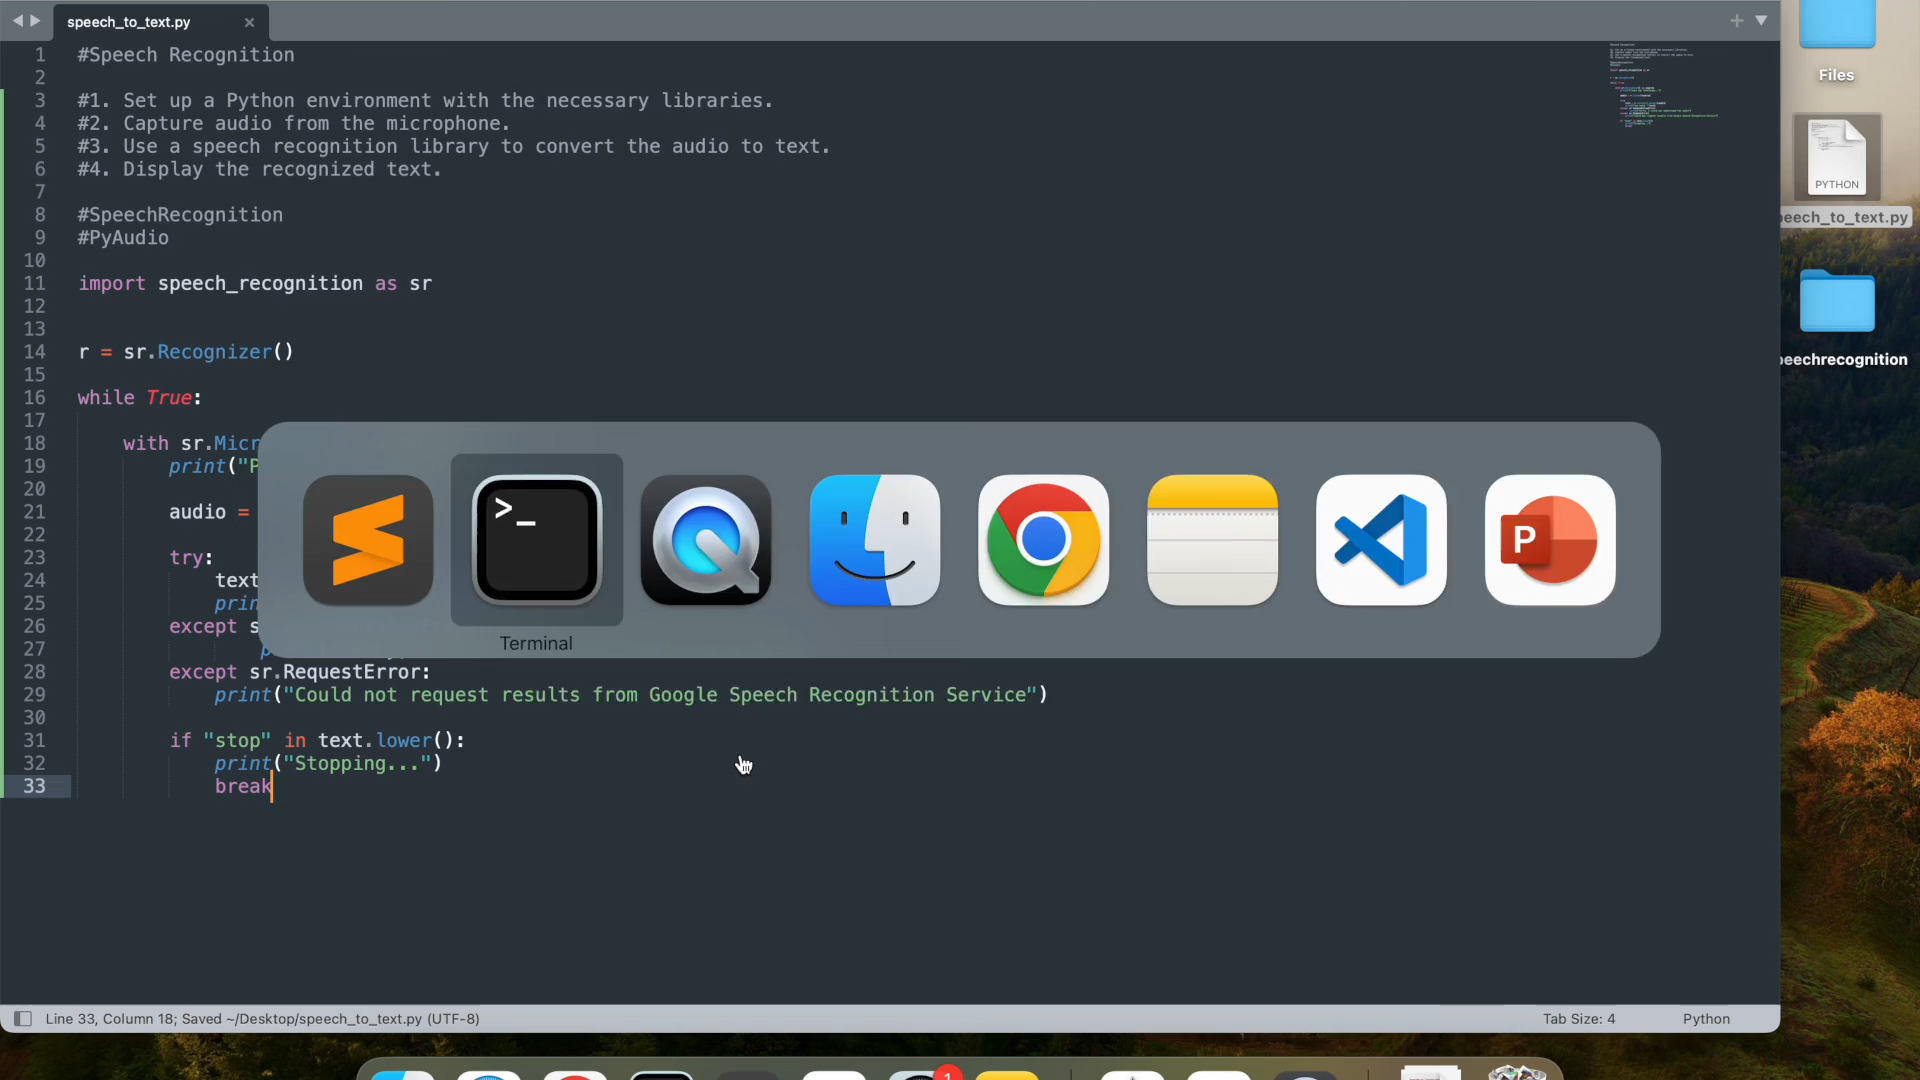 speech_to_text.py
1 #Speech Recognition
2
3 #1. Set up a Python environment with the necessary libraries.
4 #2. Capture audio from the microphone.
5 #3. Use a speech recognition library to convert the audio to text.
6 #4. Display the recognized text.
7
8 #SpeechRecognition
9 #PyAudio
10
11 import speech_recognition as sr
12
13
14 r = sr.Recognizer()
15
16 while True:
17
18 with sr.Micr
19 print("P
20
21 audio =
22
23 try:
24 text
25 prin
26 except s
27
28 except sr.RequestError:
29 print("Could not request results from Google Speech Recognition Service")
30
31 if "stop" in text.lower():
32 print("Stopping...")
33 break
>_
P
Terminal
Files
PYTHON
eech_to_text.py
eechrecognition
Line 33, Column 18; Saved ~/Desktop/speech_to_text.py (UTF-8)
Tab Size: 4
Python
1